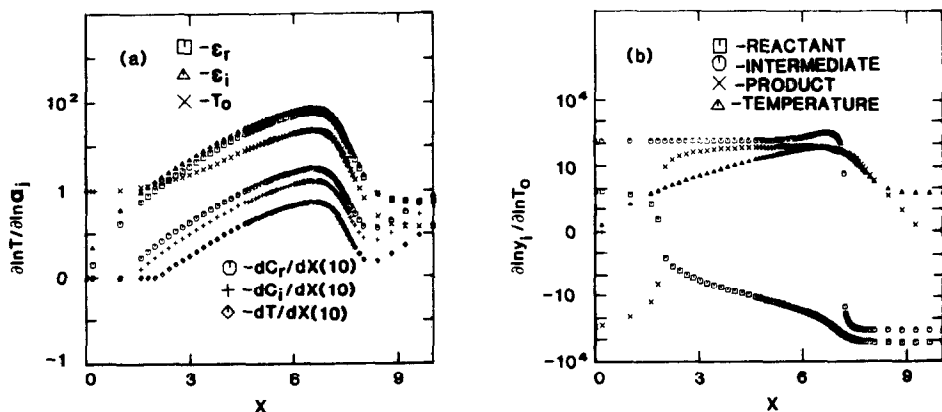 (a)
-εr
-εi
-To
10²
1
0
-1
∂lnT/∂lnαj
-dCr/dX(10)
-dCi/dX(10)
-dT/dX(10)
0 3 6 9
X
(b)
-REACTANT
-INTERMEDIATE
-PRODUCT
-TEMPERATURE
10⁴
10
0
-10
-10⁴
∂lnyi/∂lnTo
0 3 6 9
X